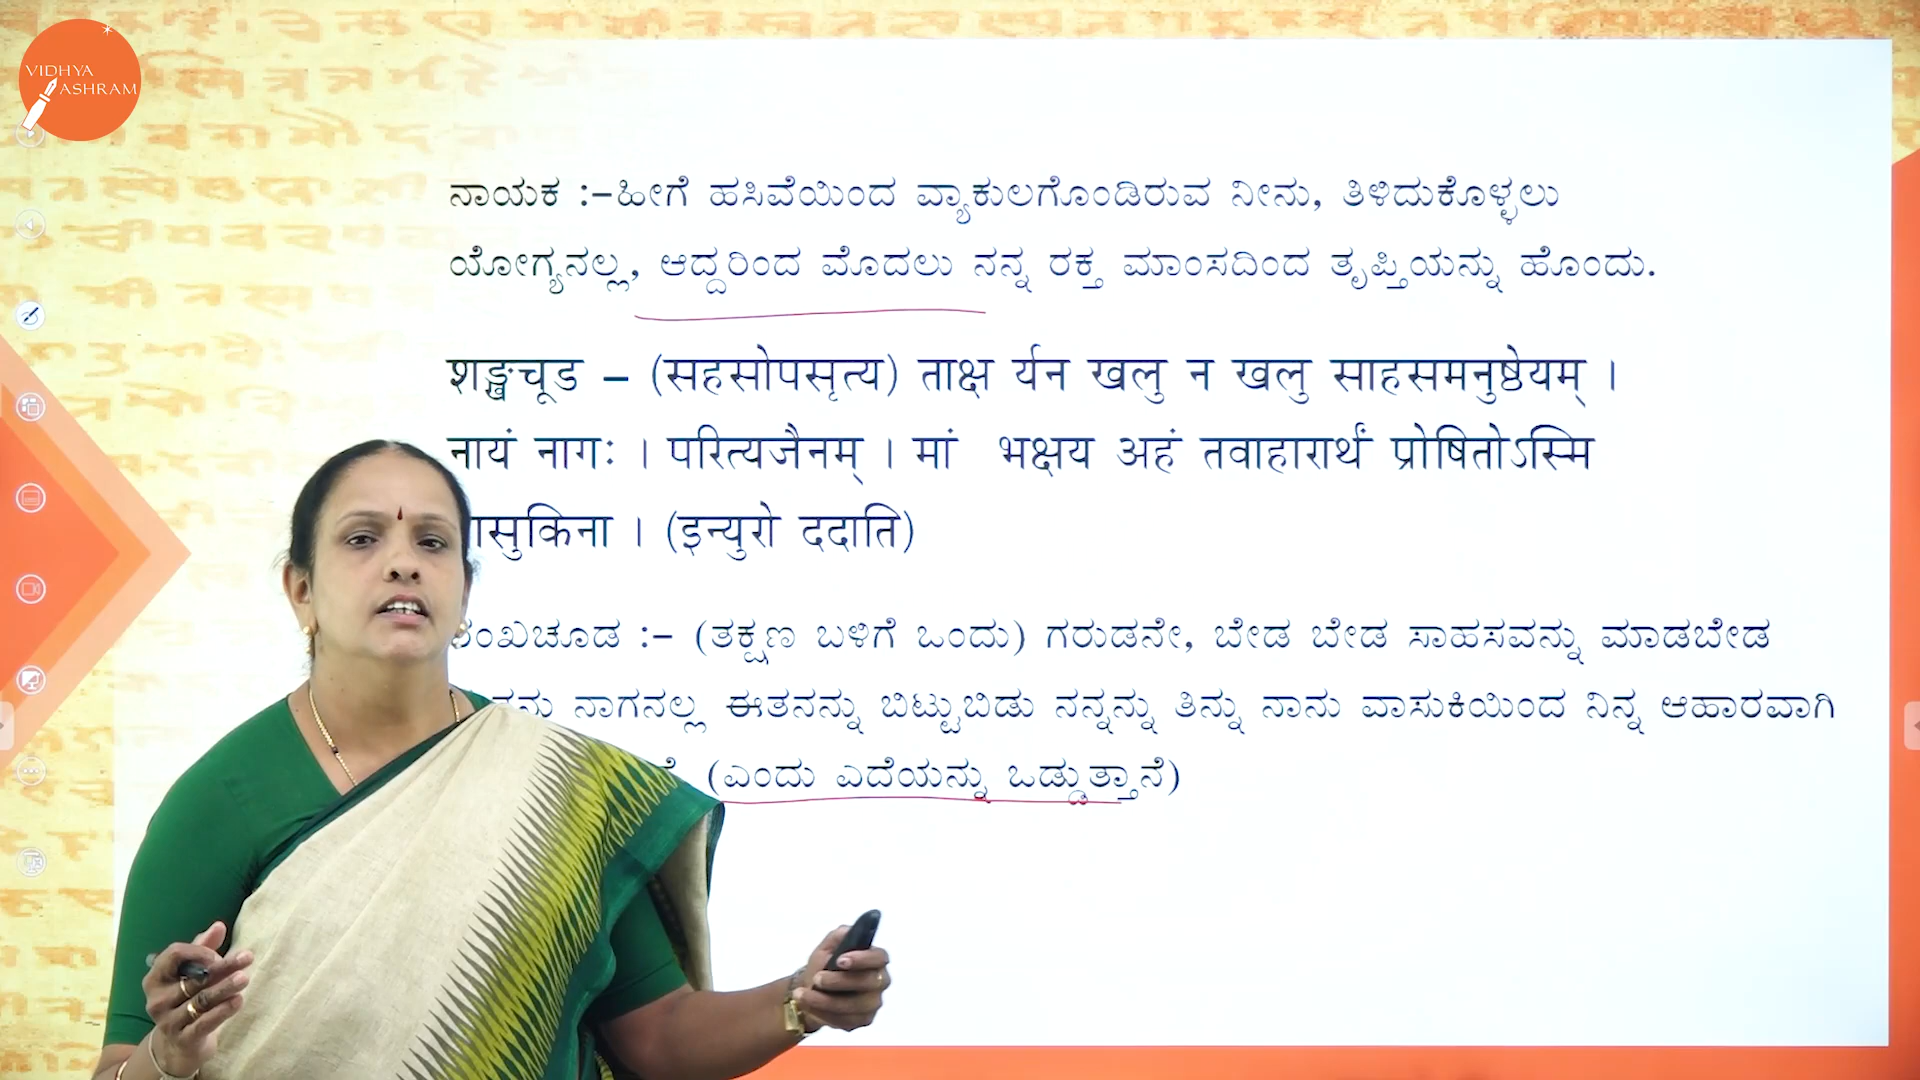 VIDHYA
ASHRAM
ನಾಯಕ :–ಹೀಗೆ ಹಸಿವೆಯಿಂದ ವ್ಯಾಕುಲಗೊಂಡಿರುವ ನೀನು, ತಿಳಿದುಕೊಳ್ಳಲು
ಯೋಗ್ಯನಲ್ಲ, ಆದ್ದರಿಂದ ಮೊದಲು ನನ್ನ ರಕ್ತ ಮಾಂಸದಿಂದ ತೃಪ್ತಿಯನ್ನು ಹೊಂದು.
शङ्खचूड – (सहसोपसृत्य) ताक्ष र्यन खलु न खलु साहसमनुष्ठेयम् ।
नायं नागः । परित्यजैनम् । मां भक्षय अहं तवाहारार्थं प्रोषितोऽस्मि
ासुकिना । (इन्युरो ददाति)
ಶಂಖಚೂಡ :– (ತಕ್ಷಣ ಬಳಿಗೆ ಒಂದು) ಗರುಡನೇ, ಬೇಡ ಬೇಡ ಸಾಹಸವನ್ನು ಮಾಡಬೇಡ
ನಾಗನಲ್ಲ ಈತನನ್ನು ಬಿಟ್ಟುಬಿಡು ನನ್ನನ್ನು ತಿನ್ನು ನಾನು ವಾಸುಕಿಯಿಂದ ನಿನ್ನ ಆಹಾರವಾಗಿ
(ಎಂದು ಎದೆಯನ್ನು ಒಡ್ಡುತ್ತಾನೆ)